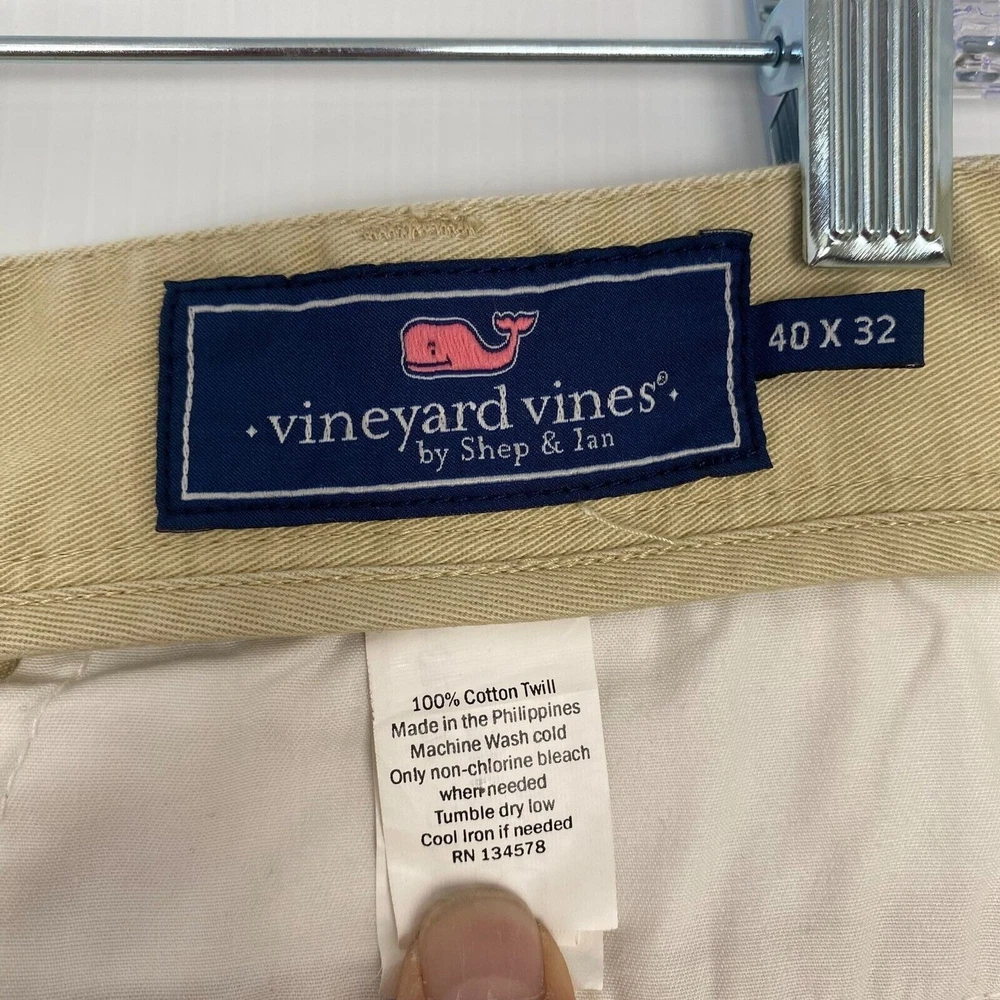 vineyard vines®
by Shep & Ian
40 X 32
100% Cotton Twill
Made in the Philippines
Machine Wash cold
Only non-chlorine bleach
when needed
Tumble dry low
Cool Iron if needed
RN 134578